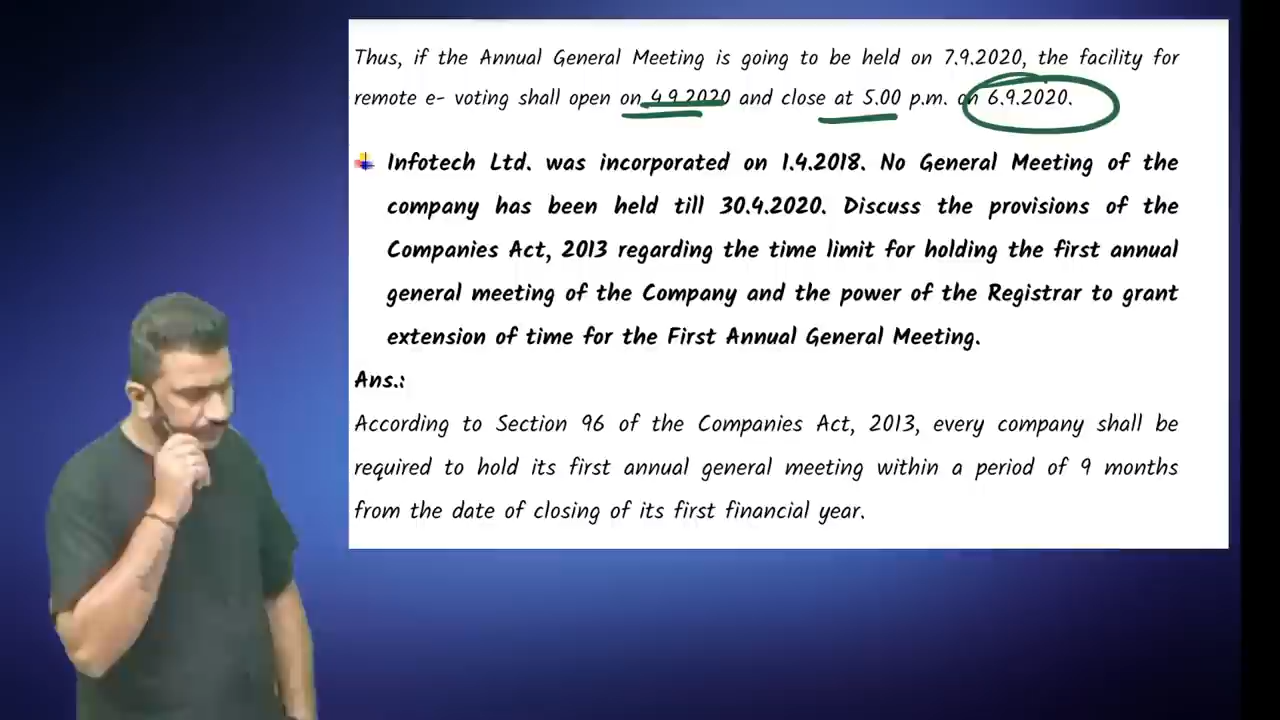 Thus, if the Annual General Meeting is going to be held on 7.9.2020, the facility for
remote e- voting shall open on 4.9.2020 and close at 5.00 p.m. on 6.9.2020.
Infotech Ltd. was incorporated on 1.4.2018. No General Meeting of the
company has been held till 30.4.2020. Discuss the provisions of the
Companies Act, 2013 regarding the time limit for holding the first annual
general meeting of the Company and the power of the Registrar to grant
extension of time for the First Annual General Meeting.
Ans.:
According to Section 96 of the Companies Act, 2013, every company shall be
required to hold its first annual general meeting within a period of 9 months
from the date of closing of its first financial year.